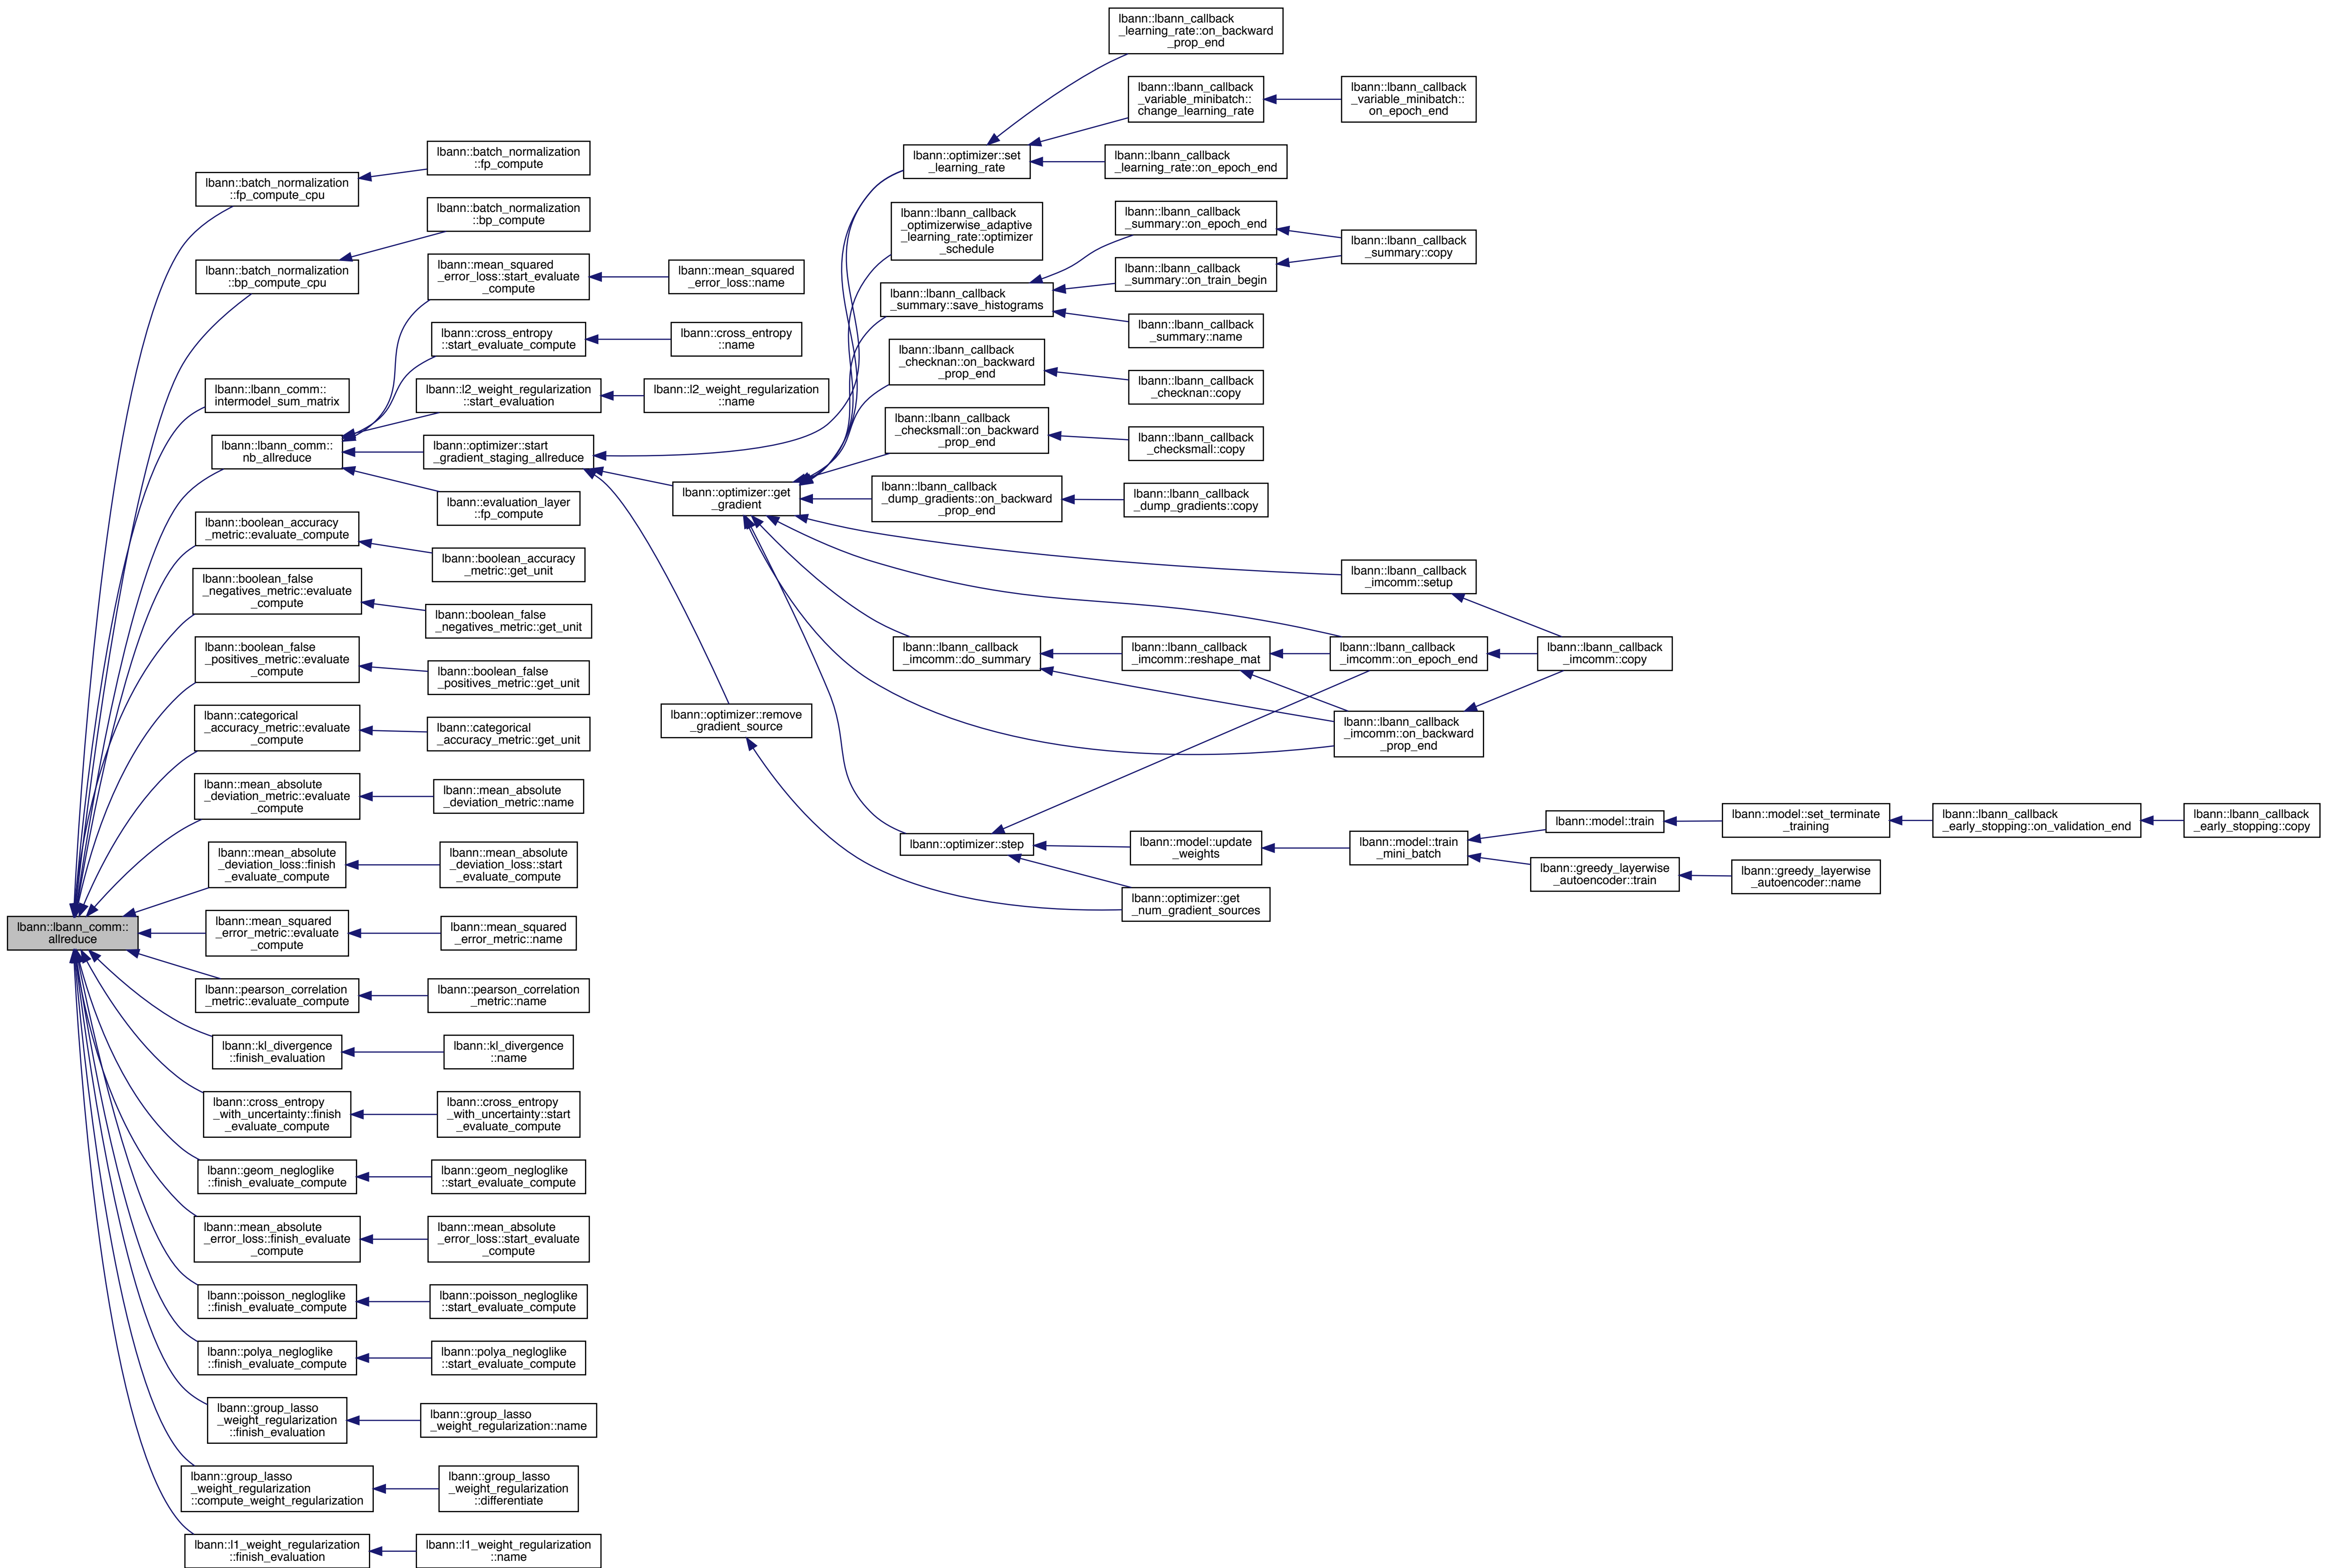 lbann::lbann_comm::
allreduce
lbann::batch_normalization
::fp_compute_cpu
lbann::batch_normalization
::fp_compute
lbann::batch_normalization
::bp_compute_cpu
lbann::batch_normalization
::bp_compute
lbann::lbann_comm::
intermodel_sum_matrix
lbann::lbann_comm::
nb_allreduce
lbann::mean_squared
_error_loss::start_evaluate
_compute
lbann::mean_squared
_error_loss::name
lbann::cross_entropy
::start_evaluate_compute
lbann::cross_entropy
::name
lbann::l2_weight_regularization
::start_evaluation
lbann::l2_weight_regularization
::name
lbann::optimizer::start
_gradient_staging_allreduce
lbann::evaluation_layer
::fp_compute
lbann::optimizer::set
_learning_rate
lbann::lbann_callback
_learning_rate::on_backward
_prop_end
lbann::lbann_callback
_variable_minibatch::
change_learning_rate
lbann::lbann_callback
_variable_minibatch::
on_epoch_end
lbann::lbann_callback
_learning_rate::on_epoch_end
lbann::optimizer::get
_gradient
lbann::lbann_callback
_optimizerwise_adaptive
_learning_rate::optimizer
_schedule
lbann::lbann_callback
_summary::save_histograms
lbann::lbann_callback
_summary::on_epoch_end
lbann::lbann_callback
_summary::on_train_begin
lbann::lbann_callback
_summary::copy
lbann::lbann_callback
_summary::name
lbann::lbann_callback
_checknan::on_backward
_prop_end
lbann::lbann_callback
_checknan::copy
lbann::lbann_callback
_checksmall::on_backward
_prop_end
lbann::lbann_callback
_checksmall::copy
lbann::lbann_callback
_dump_gradients::on_backward
_prop_end
lbann::lbann_callback
_dump_gradients::copy
lbann::lbann_callback
_imcomm::setup
lbann::lbann_callback
_imcomm::do_summary
lbann::lbann_callback
_imcomm::reshape_mat
lbann::lbann_callback
_imcomm::on_epoch_end
lbann::lbann_callback
_imcomm::copy
lbann::lbann_callback
_imcomm::on_backward
_prop_end
lbann::optimizer::remove
_gradient_source
lbann::optimizer::step
lbann::model::update
_weights
lbann::model::train
_mini_batch
lbann::model::train
lbann::model::set_terminate
_training
lbann::lbann_callback
_early_stopping::on_validation_end
lbann::lbann_callback
_early_stopping::copy
lbann::greedy_layerwise
_autoencoder::train
lbann::greedy_layerwise
_autoencoder::name
lbann::optimizer::get
_num_gradient_sources
lbann::boolean_accuracy
_metric::evaluate_compute
lbann::boolean_accuracy
_metric::get_unit
lbann::boolean_false
_negatives_metric::evaluate
_compute
lbann::boolean_false
_negatives_metric::get_unit
lbann::boolean_false
_positives_metric::evaluate
_compute
lbann::boolean_false
_positives_metric::get_unit
lbann::categorical
_accuracy_metric::evaluate
_compute
lbann::categorical
_accuracy_metric::get_unit
lbann::mean_absolute
_deviation_metric::evaluate
_compute
lbann::mean_absolute
_deviation_metric::name
lbann::mean_absolute
_deviation_loss::finish
_evaluate_compute
lbann::mean_absolute
_deviation_loss::start
_evaluate_compute
lbann::mean_squared
_error_metric::evaluate
_compute
lbann::mean_squared
_error_metric::name
lbann::pearson_correlation
_metric::evaluate_compute
lbann::pearson_correlation
_metric::name
lbann::kl_divergence
::finish_evaluation
lbann::kl_divergence
::name
lbann::cross_entropy
_with_uncertainty::finish
_evaluate_compute
lbann::cross_entropy
_with_uncertainty::start
_evaluate_compute
lbann::geom_negloglike
::finish_evaluate_compute
lbann::geom_negloglike
::start_evaluate_compute
lbann::mean_absolute
_error_loss::finish_evaluate
_compute
lbann::mean_absolute
_error_loss::start_evaluate
_compute
lbann::poisson_negloglike
::finish_evaluate_compute
lbann::poisson_negloglike
::start_evaluate_compute
lbann::polya_negloglike
::finish_evaluate_compute
lbann::polya_negloglike
::start_evaluate_compute
lbann::group_lasso
_weight_regularization
::finish_evaluation
lbann::group_lasso
_weight_regularization::name
lbann::group_lasso
_weight_regularization
::compute_weight_regularization
lbann::group_lasso
_weight_regularization
::differentiate
lbann::l1_weight_regularization
::finish_evaluation
lbann::l1_weight_regularization
::name